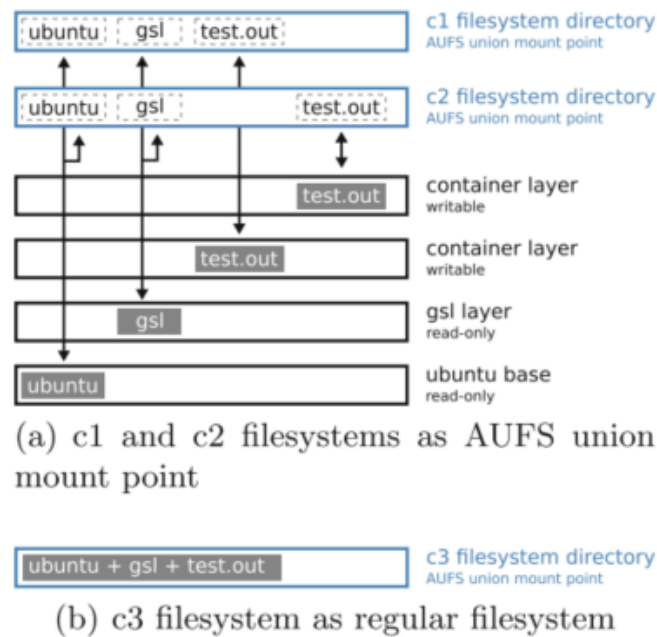 ubuntu gsl test.out c1 filesystem directory
AUFS union mount point
ubuntu gsl test.out c2 filesystem directory
AUFS union mount point
test.out container layer
writable
test.out container layer
writable
gsl gsl layer
read-only
ubuntu ubuntu base
read-only
(a) c1 and c2 filesystems as AUFS union
mount point
ubuntu + gsl + test.out c3 filesystem directory
AUFS union mount point
(b) c3 filesystem as regular filesystem